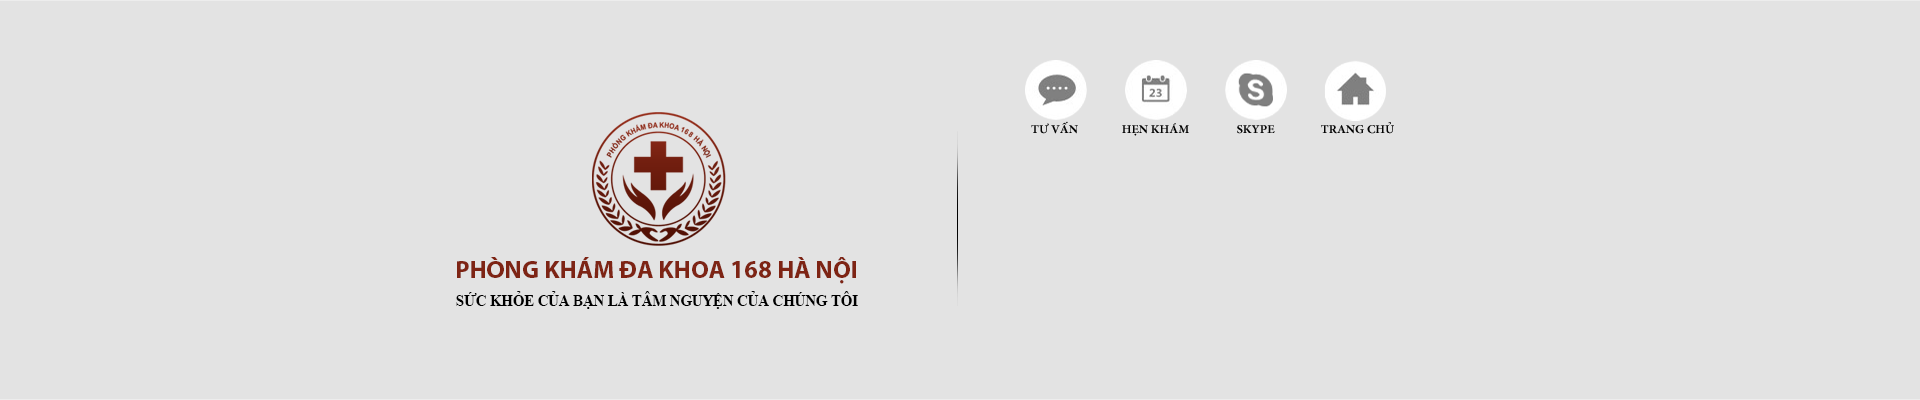 PHÒNG KHÁM ĐA KHOA 168 HÀ NỘI
PHÒNG KHÁM ĐA KHOA 168 HÀ NỘI
SỨC KHỎE CỦA BẠN LÀ TÂM NGUYỆN CỦA CHÚNG TÔI
23
S
TƯ VẤN
HẸN KHÁM
SKYPE
TRANG CHỦ